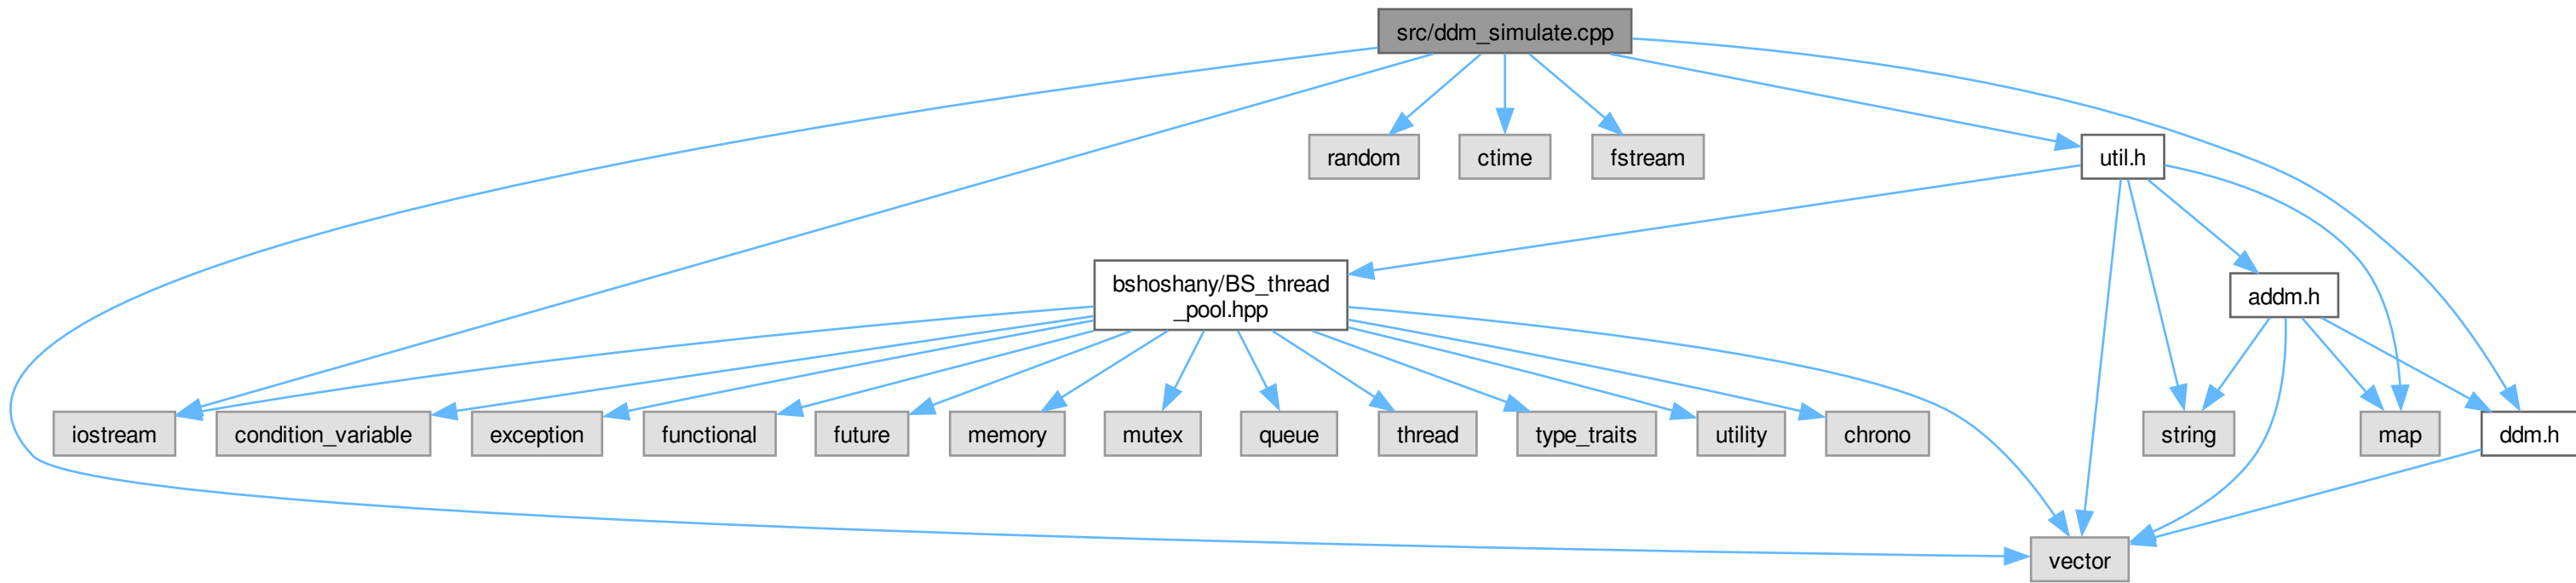 src/ddm_simulate.cpp
random
ctime
fstream
util.h
bshoshany/BS_thread
_pool.hpp
addm.h
iostream
condition_variable
exception
functional
future
memory
mutex
queue
thread
type_traits
utility
chrono
string
map
ddm.h
vector